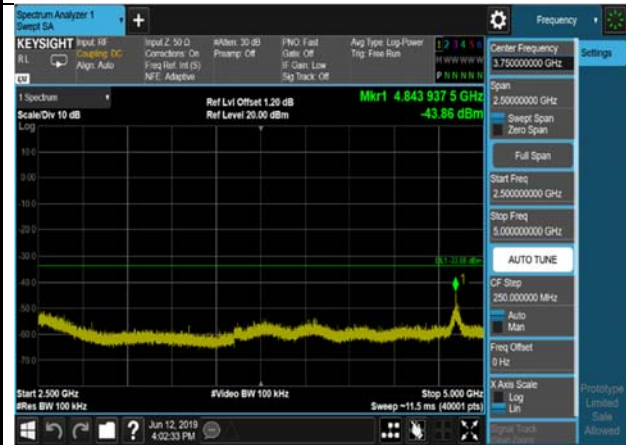 Spectrum Analyzer 1
Swept SA
+
Frequency
KEYSIGHT
RL
Input: RF
Coupling: DC
Align: Auto
Input Z: 50 Ω
Corrections: On
Freq Ref: Int (S)
NFE: Adaptive
#Atten: 30 dB
Preamp: Off
PNO: Fast
Gate: Off
IF Gain: Low
Sig Track: Off
Avg Type: Log-Power
Trig: Free Run
1 2 3 4 5 6
M W W W W W
P N N N N N
1 Spectrum
Scale/Div 10 dB
Log
Ref Lvl Offset 1.20 dB
Ref Level 20.00 dBm
Mkr1 4.843 937 5 GHz
-43.86 dBm
10.0
0.00
-10.0
-20.0
-30.0
-40.0
-50.0
-60.0
-70.0
1
Start 2.500 GHz
#Res BW 100 kHz
#Video BW 100 kHz
Stop 5.000 GHz
Sweep ~11.5 ms (40001 pts)
Jun 12, 2019
4:02:33 PM
Center Frequency
3.750000000 GHz
Settings
Span
2.50000000 GHz
Swept Span
Zero Span
Full Span
Start Freq
2.500000000 GHz
Stop Freq
5.000000000 GHz
AUTO TUNE
CF Step
250.000000 MHz
Auto
Man
Freq Offset
0 Hz
X Axis Scale
Log
Lin
Signal Track
Prototype
Limited
Sale
Allowed